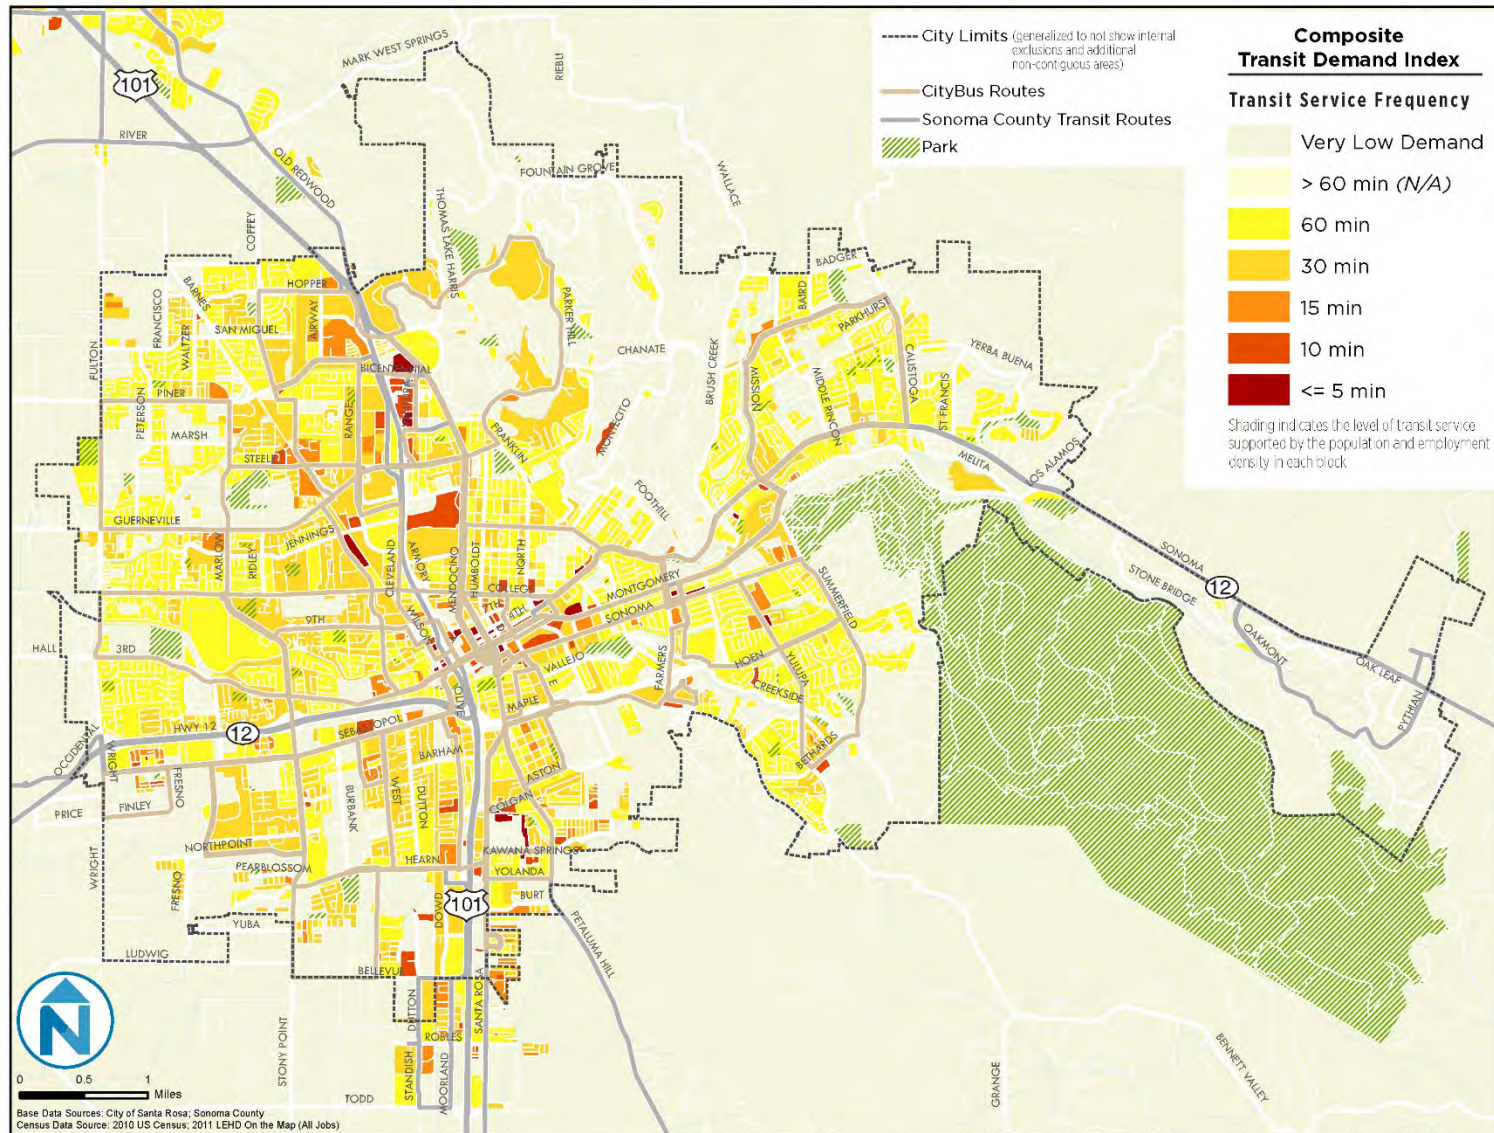 City Limits (generalized to not show internal
exclusions and additional
non-contiguous areas)
CityBus Routes
Sonoma County Transit Routes
Park
Composite
Transit Demand Index
Transit Service Frequency
Very Low Demand
> 60 min (N/A)
60 min
30 min
15 min
10 min
<= 5 min
Shading indicates the level of transit service
supported by the population and employment
density in each block
MARK WEST SPRINGS
RIEBLI
101
RIVER
OLD REDWOOD
FOUNTAIN GROVE
WALLACE
COFFEY
THOMAS LAKE HARRIS
BADGER
BARNES
HOPPER
BAIRD
PARKER HILL
FRANCISCO
WALTZER
SAN MIGUEL
AIRWAY
PARKHURST
FULTON
CHANATE
BRUSH CREEK
YERBA BUENA
BICENTENNIAL
MISSION
MIDDLE RINCON
CALISTOGA
ST FRANCIS
PINER
PETERSON
RANGE
MARSH
FRANKLIN
MONTECITO
STEELE
MELITA
LOS ALAMOS
FOOTHILL
GUERNEVILLE
JENNINGS
MARLOW
RIDLEY
CLEVELAND
ARMORY
MENDOCINO
HUMBOLDT
NORTH
SONOMA
STONE BRIDGE
12
COLLEGE
MONTGOMERY
SUMMERFIELD
7TH
4TH
9TH
WILSON
SONOMA
OAKMONT
HALL
3RD
VALLEJO
E
FARMERS
HOEN
YULUPA
CREEKSIDE
OAK LEAF
PYTHIAN
OLIVE
MAPLE
HWY 12
12
SEBASTOPOL
OCCIDENTAL
WRIGHT
BARHAM
BETHARDS
FRESNO
ASTON
BURBANK
WEST
DUTTON
COLGAN
PRICE
FINLEY
NORTHPOINT
HEARN
KAWANA SPRINGS
PEARBLOSSOM
YOLANDA
WRIGHT
FRESNO
101
BURT
DOWD
YUBA
PETALUMA HILL
LUDWIG
BELLEVUE
SANTA ROSA
DUTTON
STONY POINT
ROBLES
STANDISH
MOORLAND
GRANGE
BENNETT VALLEY
TODD
N
0 0.5 1
Miles
Base Data Sources: City of Santa Rosa; Sonoma County
Census Data Source: 2010 US Census; 2011 LEHD On the Map (All Jobs)